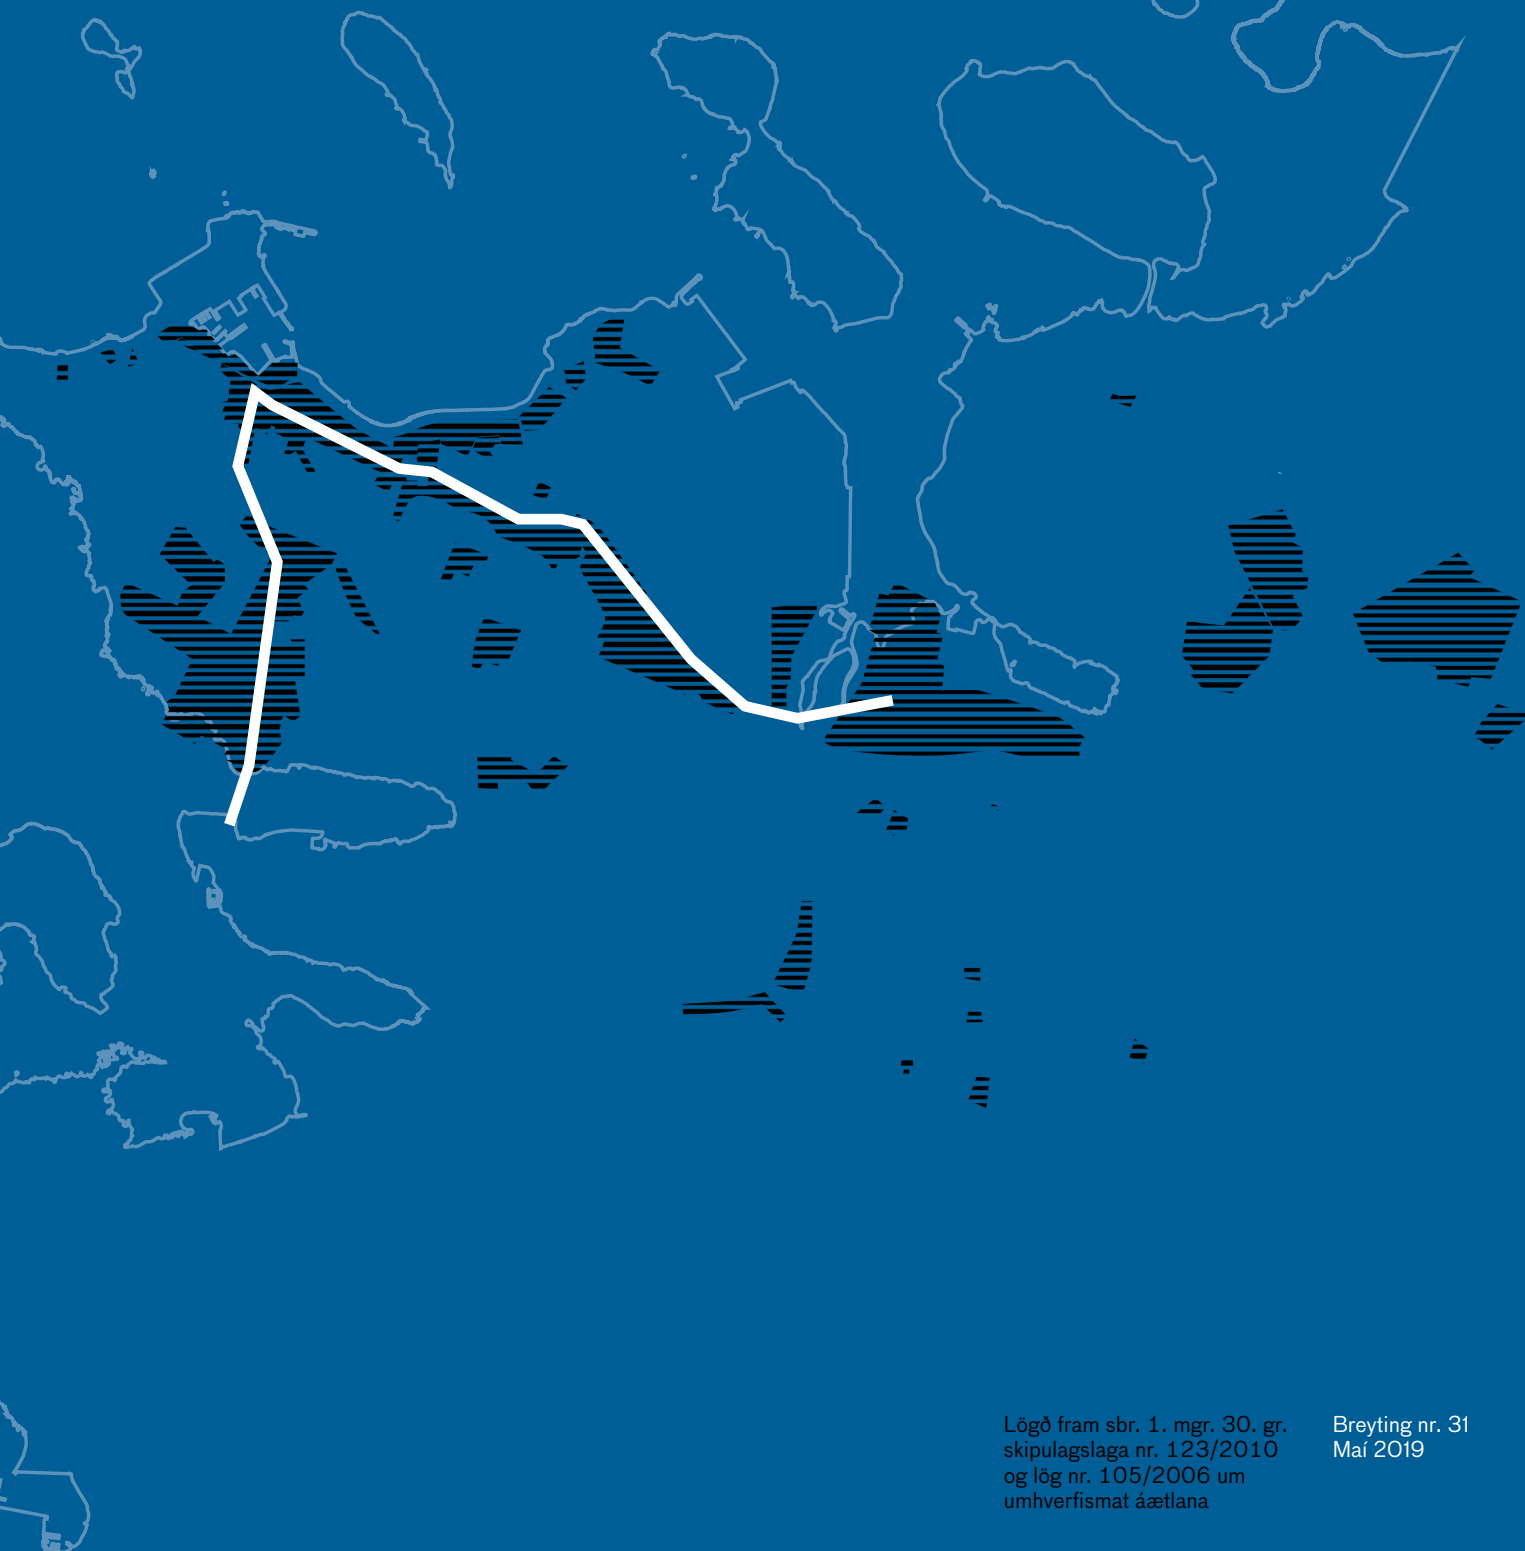 Lögð fram sbr. 1. mgr. 30. gr.
skipulagslaga nr. 123/2010
og lög nr. 105/2006 um
umhverfismat áætlana
Breyting nr. 31
Maí 2019